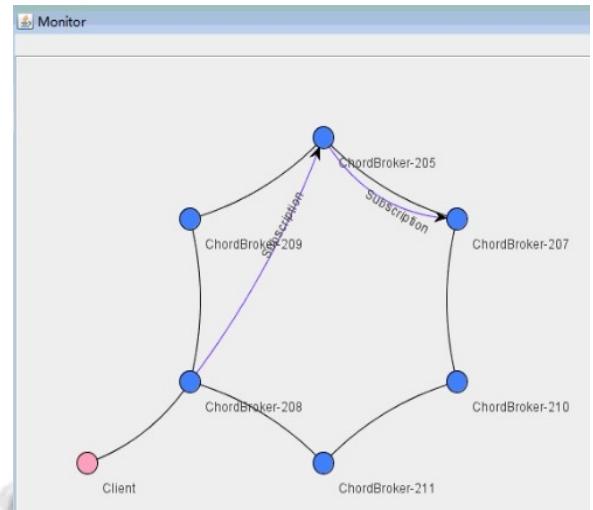 Monitor
ChordBroker-205
Subscription
Subscription
ChordBroker-209
ChordBroker-207
ChordBroker-208
ChordBroker-210
Client
ChordBroker-211